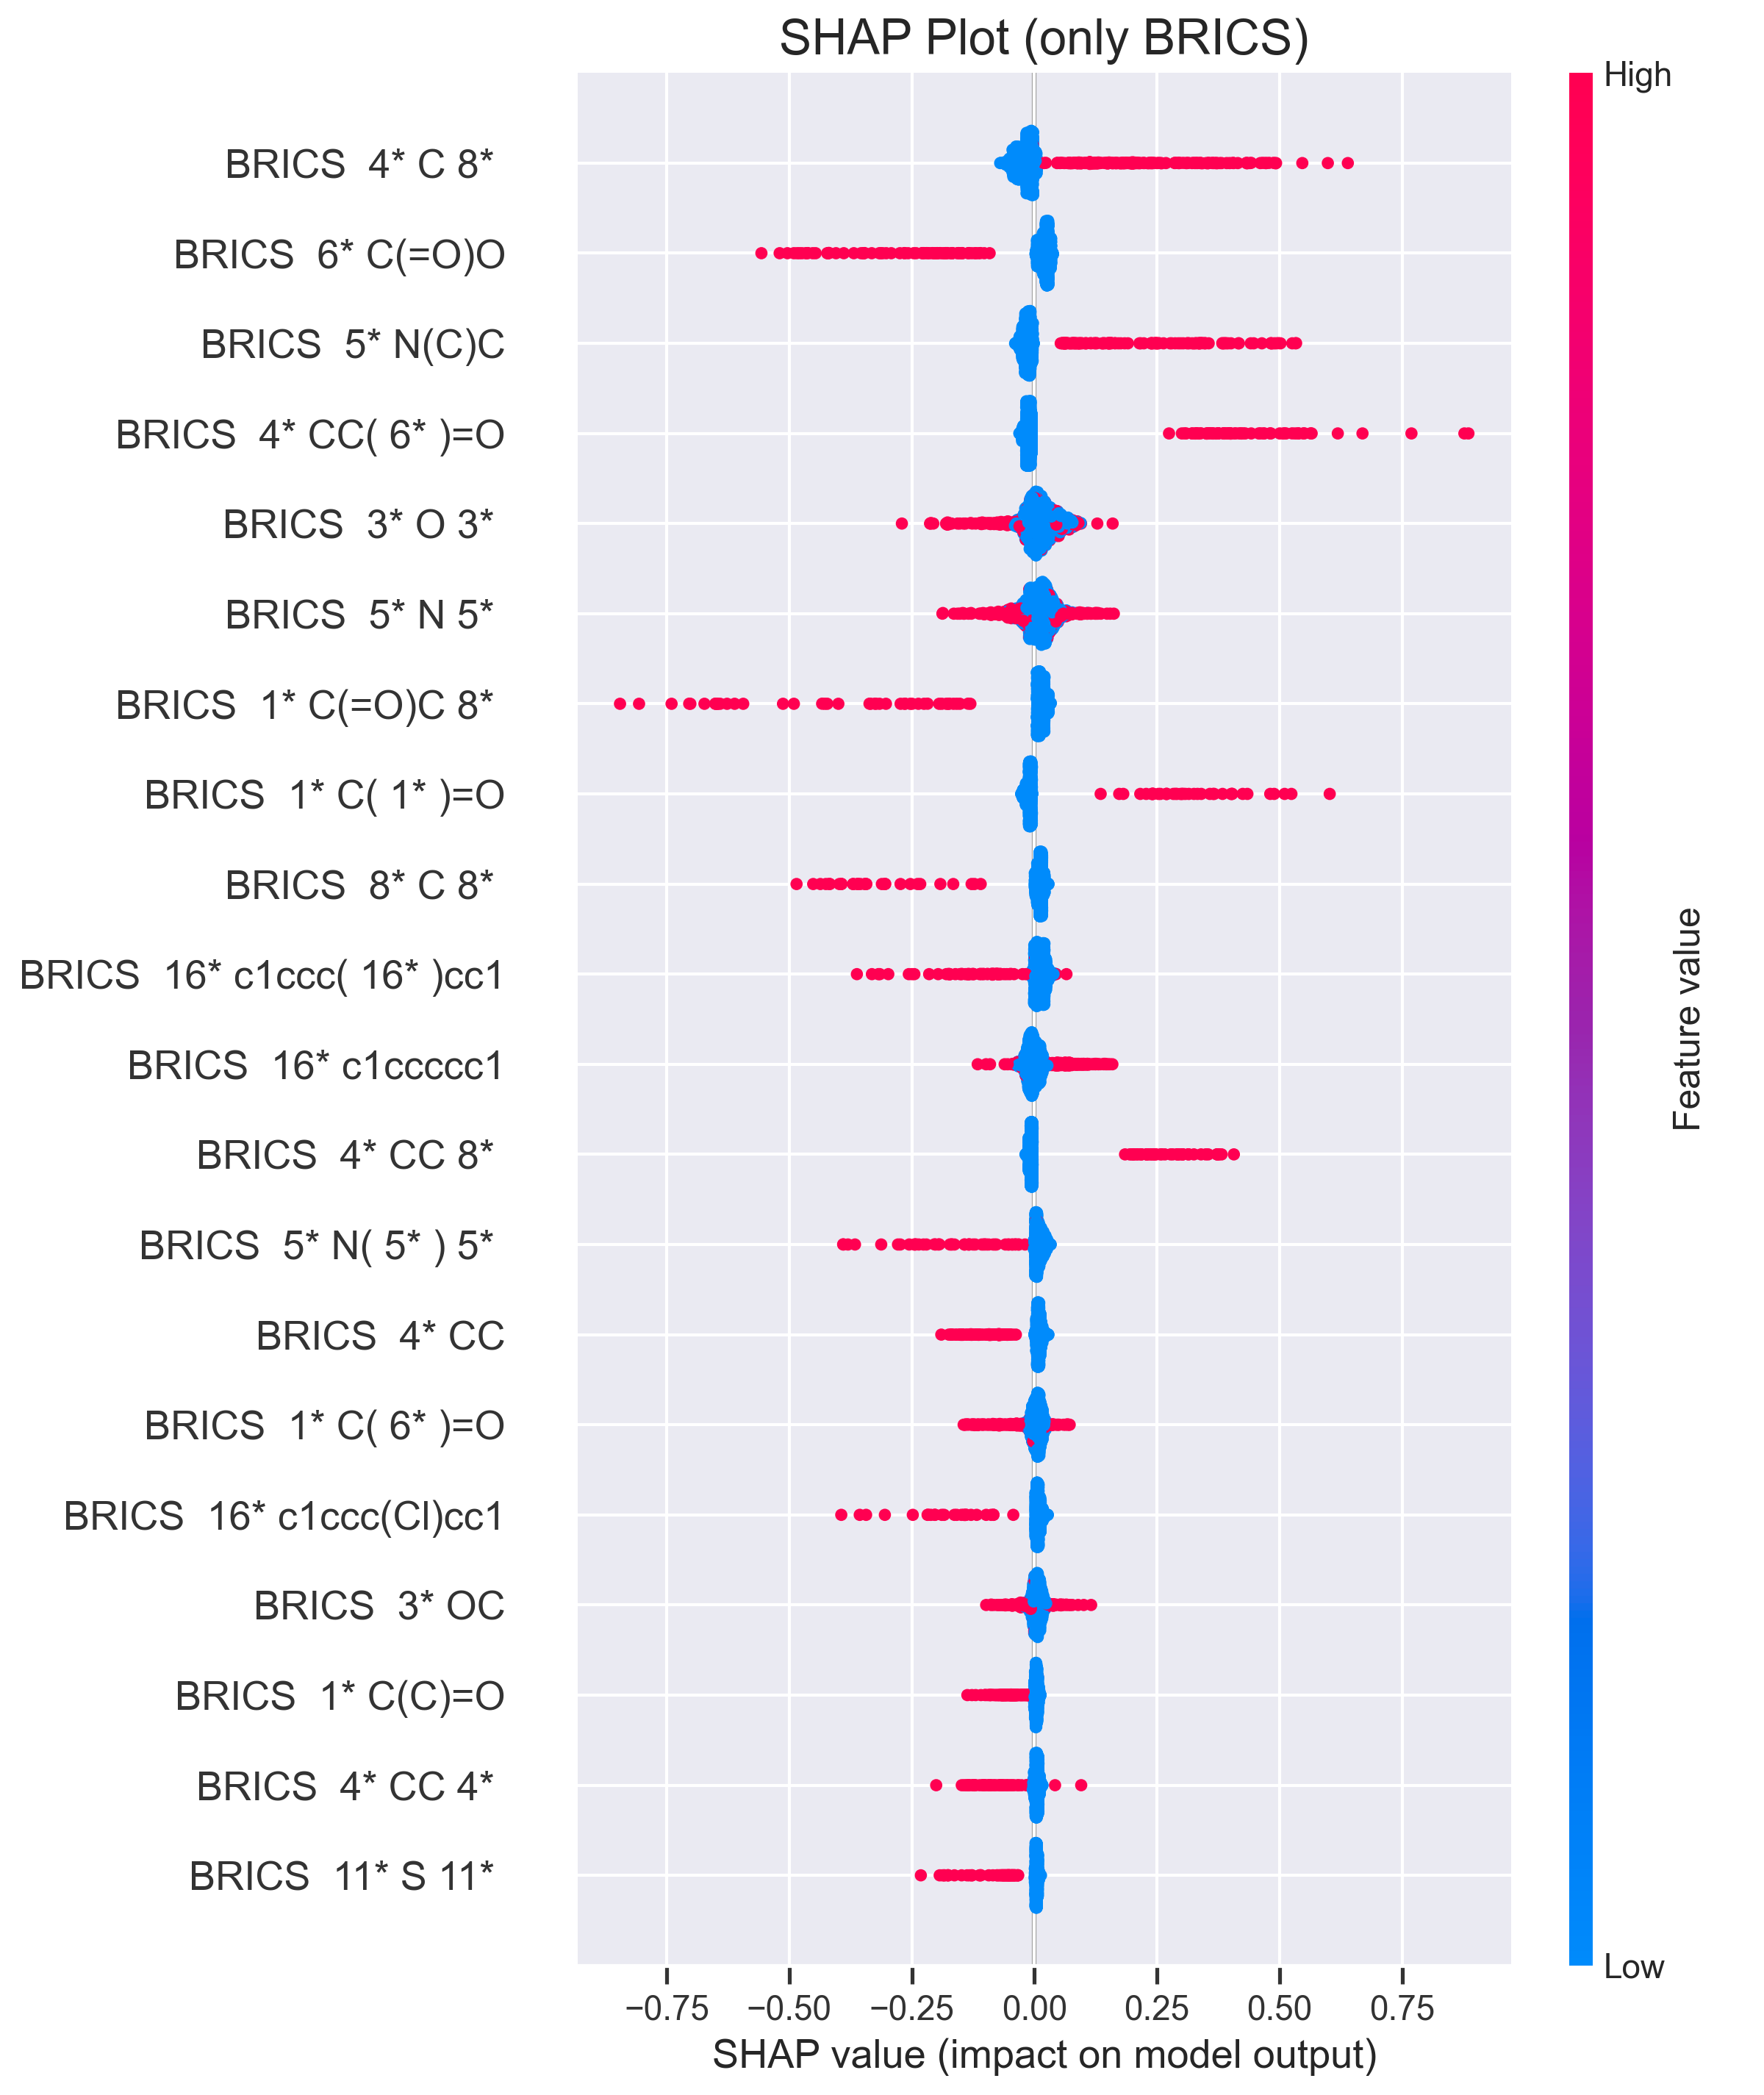 SHAP Plot (only BRICS)
High
BRICS 4* C 8*
BRICS 6* C(=O)O
BRICS 5* N(C)C
BRICS 4* CC( 6* )=O
BRICS 3* O 3*
BRICS 5* N 5*
BRICS 1* C(=O)C 8*
BRICS 1* C( 1* )=O
BRICS 8* C 8*
BRICS 16* c1ccc( 16* )cc1
BRICS 16* c1ccccc1
BRICS 4* CC 8*
BRICS 5* N( 5* ) 5*
BRICS 4* CC
BRICS 1* C( 6* )=O
BRICS 16* c1ccc(Cl)cc1
BRICS 3* OC
BRICS 1* C(C)=O
BRICS 4* CC 4*
BRICS 11* S 11*
Feature value
Low
−0.75 −0.50 −0.25 0.00 0.25 0.50 0.75
SHAP value (impact on model output)